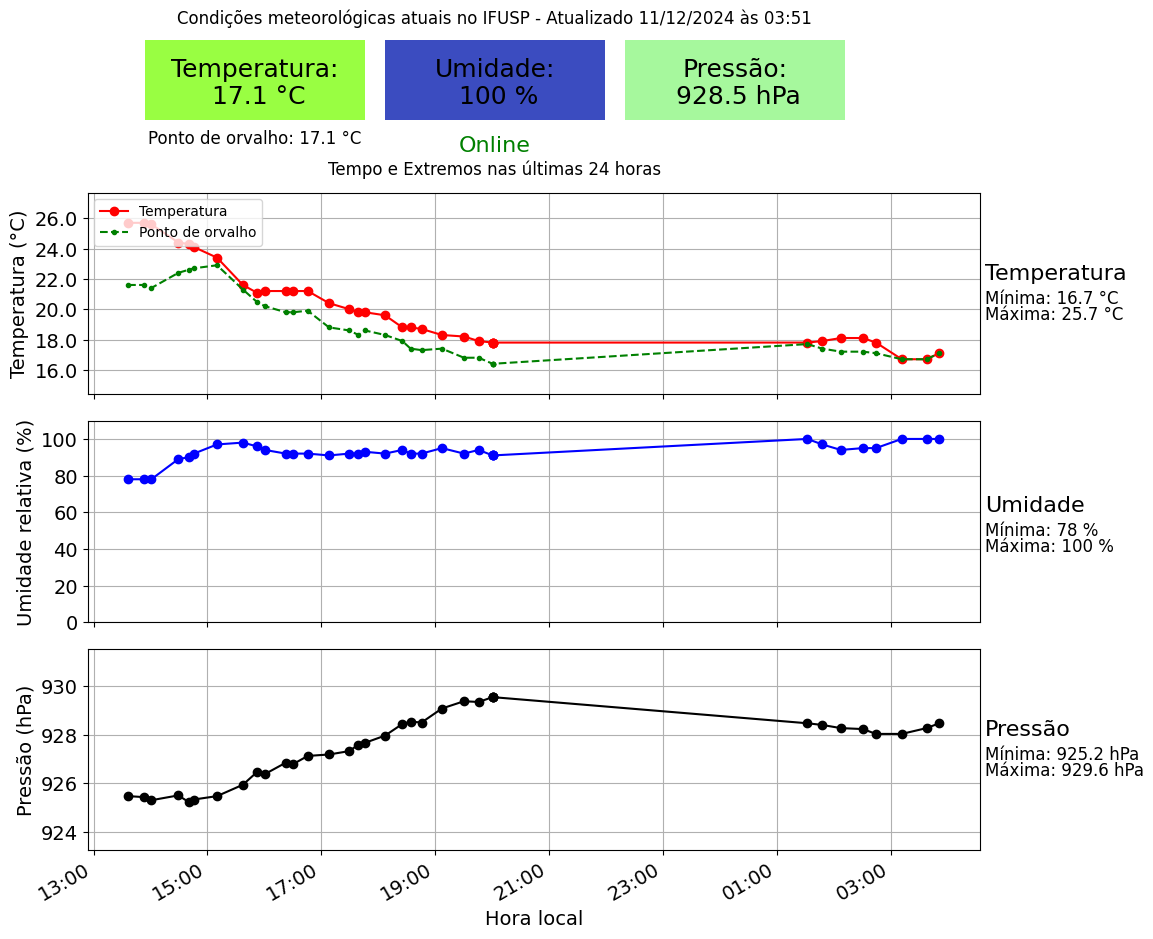 Condições meteorológicas atuais no IFUSP - Atualizado 11/12/2024 às 03:51
Temperatura:
17.1 °C
Umidade:
100 %
Pressão:
928.5 hPa
Ponto de orvalho: 17.1 °C
Online
Tempo e Extremos nas últimas 24 horas
Temperatura (°C)
26.0
24.0
22.0
20.0
18.0
16.0
Temperatura
Ponto de orvalho
Temperatura
Mínima: 16.7 °C
Máxima: 25.7 °C
Umidade relativa (%)
100
80
60
40
20
0
Umidade
Mínima: 78 %
Máxima: 100 %
Pressão (hPa)
930
928
926
924
Pressão
Mínima: 925.2 hPa
Máxima: 929.6 hPa
13:00
15:00
17:00
19:00
21:00
23:00
01:00
03:00
Hora local